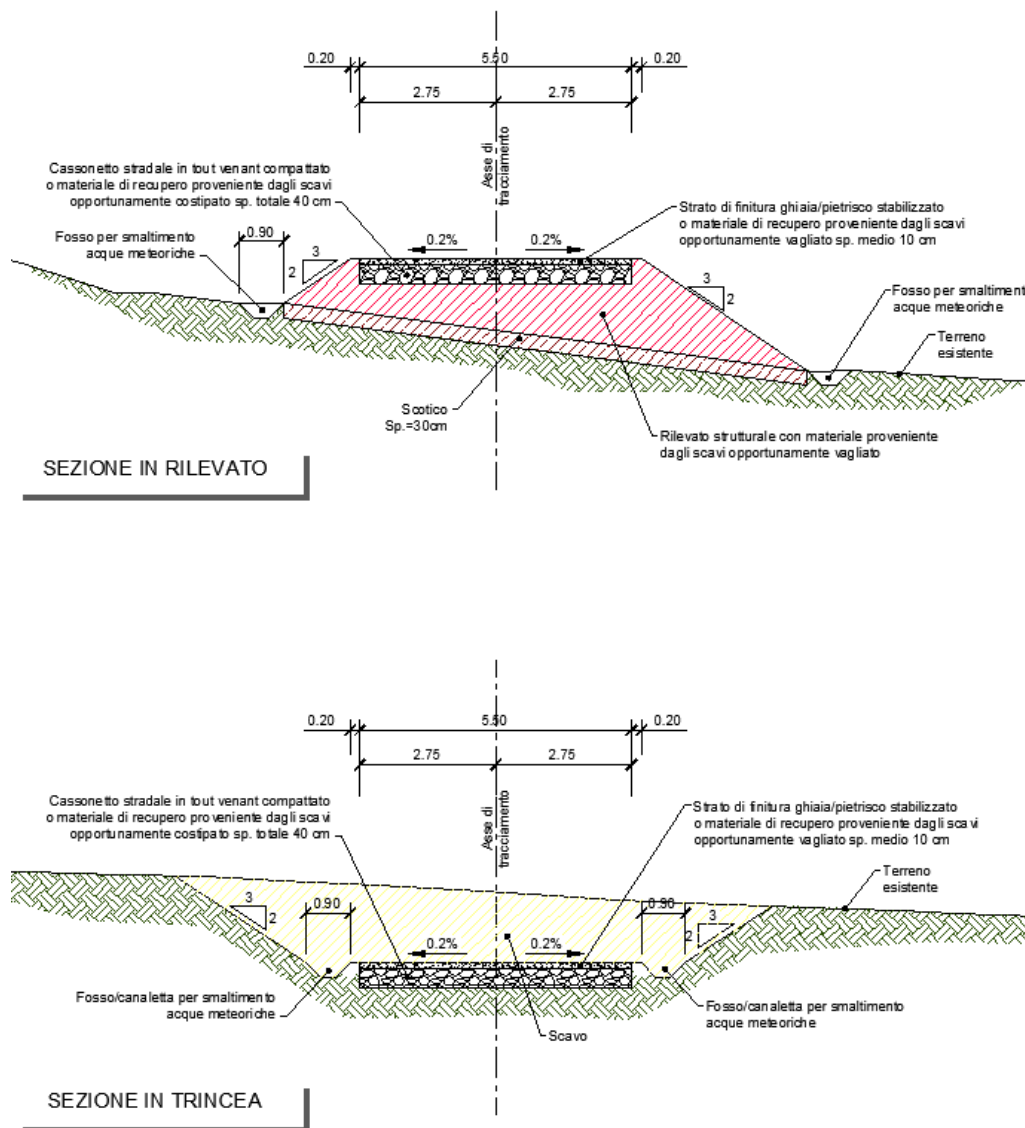 0.20
5.50
0.20
2.75
2.75
Asse di
tracciamento
Cassonetto stradale in tout venant compattato
o materiale di recupero proveniente dagli scavi
opportunamente costipato sp. totale 40 cm
Strato di finitura ghiaia/pietrisco stabilizzato
o materiale di recupero proveniente dagli scavi
opportunamente vagliato sp. medio 10 cm
Fosso per smaltimento
acque meteoriche
0.90
3
2
0.2%
0.2%
3
2
Fosso per smaltimento
acque meteoriche
Terreno
esistente
Scotico
Sp.=30cm
Rilevato strutturale con materiale proveniente
dagli scavi opportunamente vagliato
SEZIONE IN RILEVATO
0.20
5.50
0.20
2.75
2.75
Asse di
tracciamento
Cassonetto stradale in tout venant compattato
o materiale di recupero proveniente dagli scavi
opportunamente costipato sp. totale 40 cm
Strato di finitura ghiaia/pietrisco stabilizzato
o materiale di recupero proveniente dagli scavi
opportunamente vagliato sp. medio 10 cm
Terreno
esistente
3
2
0.90
0.90
3
2
0.2%
0.2%
Fosso/canaletta per smaltimento
acque meteoriche
Fosso/canaletta per smaltimento
acque meteoriche
Scavo
SEZIONE IN TRINCEA